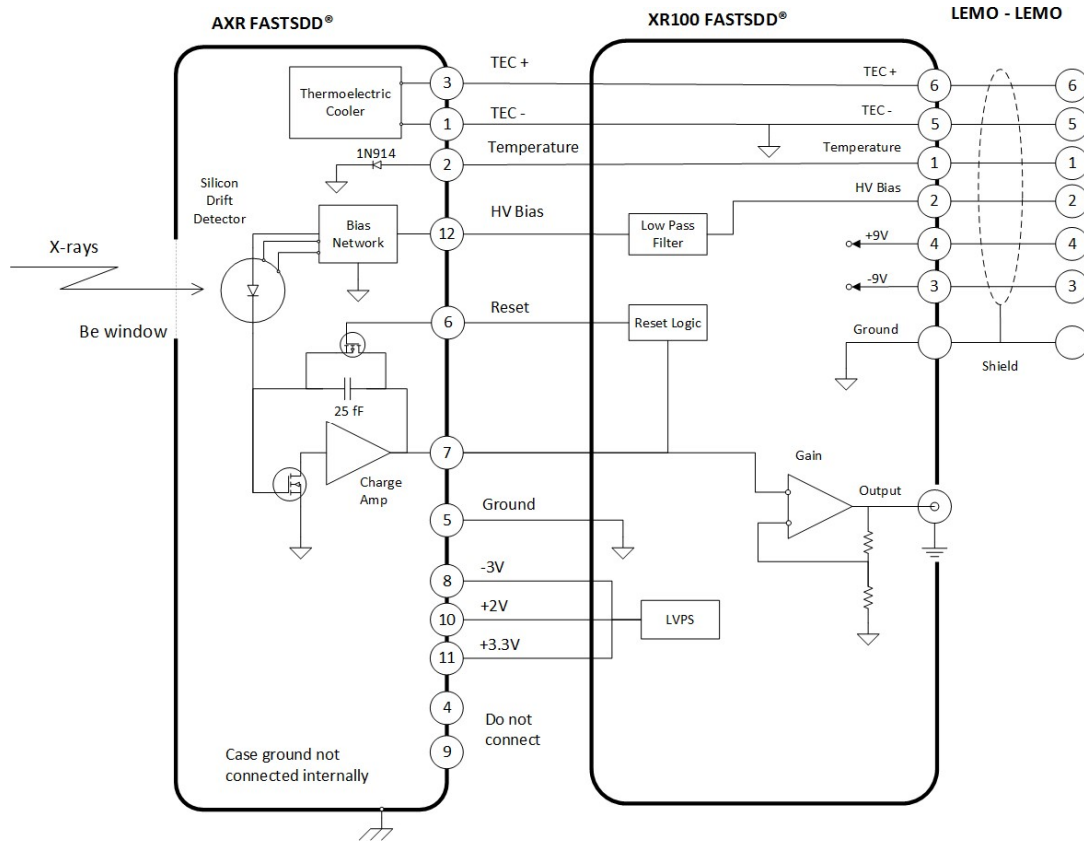 AXR FASTSDD®
XR100 FASTSDD®
LEMO - LEMO
Thermoelectric
Cooler
3
TEC +
TEC +
6
6
1
TEC -
TEC -
5
5
1N914
2
Temperature
Temperature
1
1
Silicon
Drift
Detector
Bias
Network
12
HV Bias
Low Pass
Filter
HV Bias
2
2
+9V
4
4
-9V
3
3
X-rays
Be window
6
Reset
Reset Logic
Ground
Shield
25 fF
Charge
Amp
7
Gain
Output
5
Ground
8
-3V
10
+2V
LVPS
11
+3.3V
4
9
Do not
connect
Case ground not
connected internally